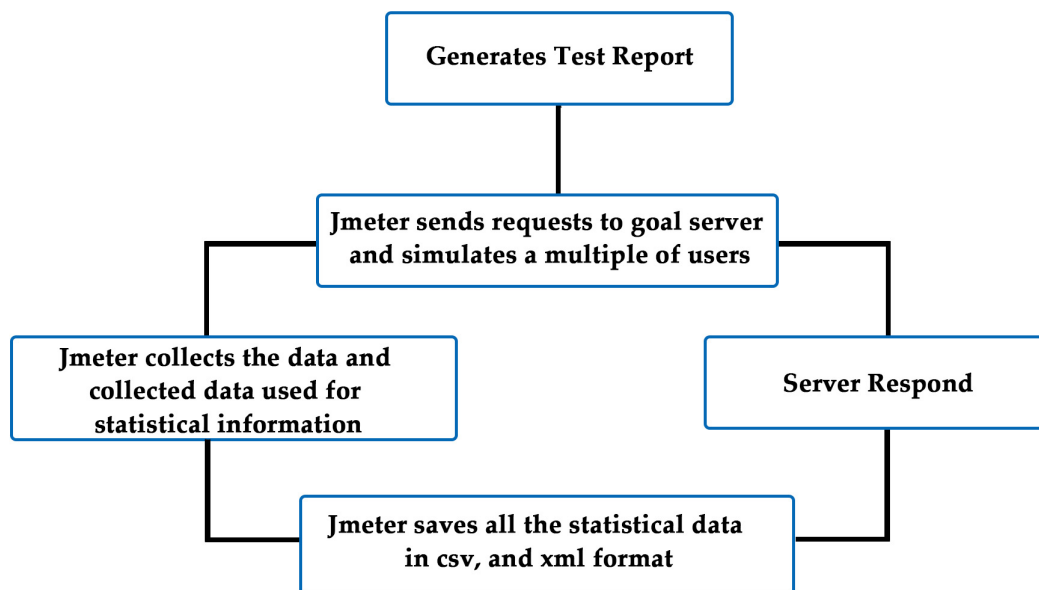 Generates Test Report
Jmeter sends requests to goal server
and simulates a multiple of users
Jmeter collects the data and
collected data used for
statistical information
Server Respond
Jmeter saves all the statistical data
in csv, and xml format